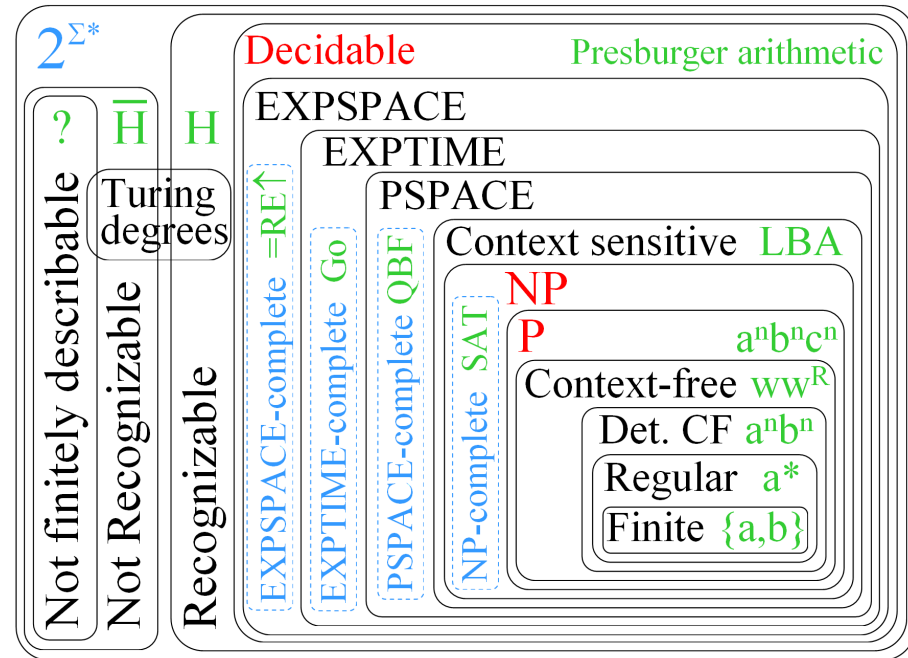 2^Σ*
Decidable Presburger arithmetic
? H̅ H
EXPSPACE
EXPTIME
PSPACE
Turing
degrees
Context sensitive LBA
NP
P aⁿbⁿcⁿ
Context-free wwᴿ
Det. CF aⁿbⁿ
Regular a*
Finite {a,b}
Not finitely describable
Not Recognizable
Recognizable
EXPSPACE-complete =RE↑
EXPTIME-complete Go
PSPACE-complete QBF
NP-complete SAT